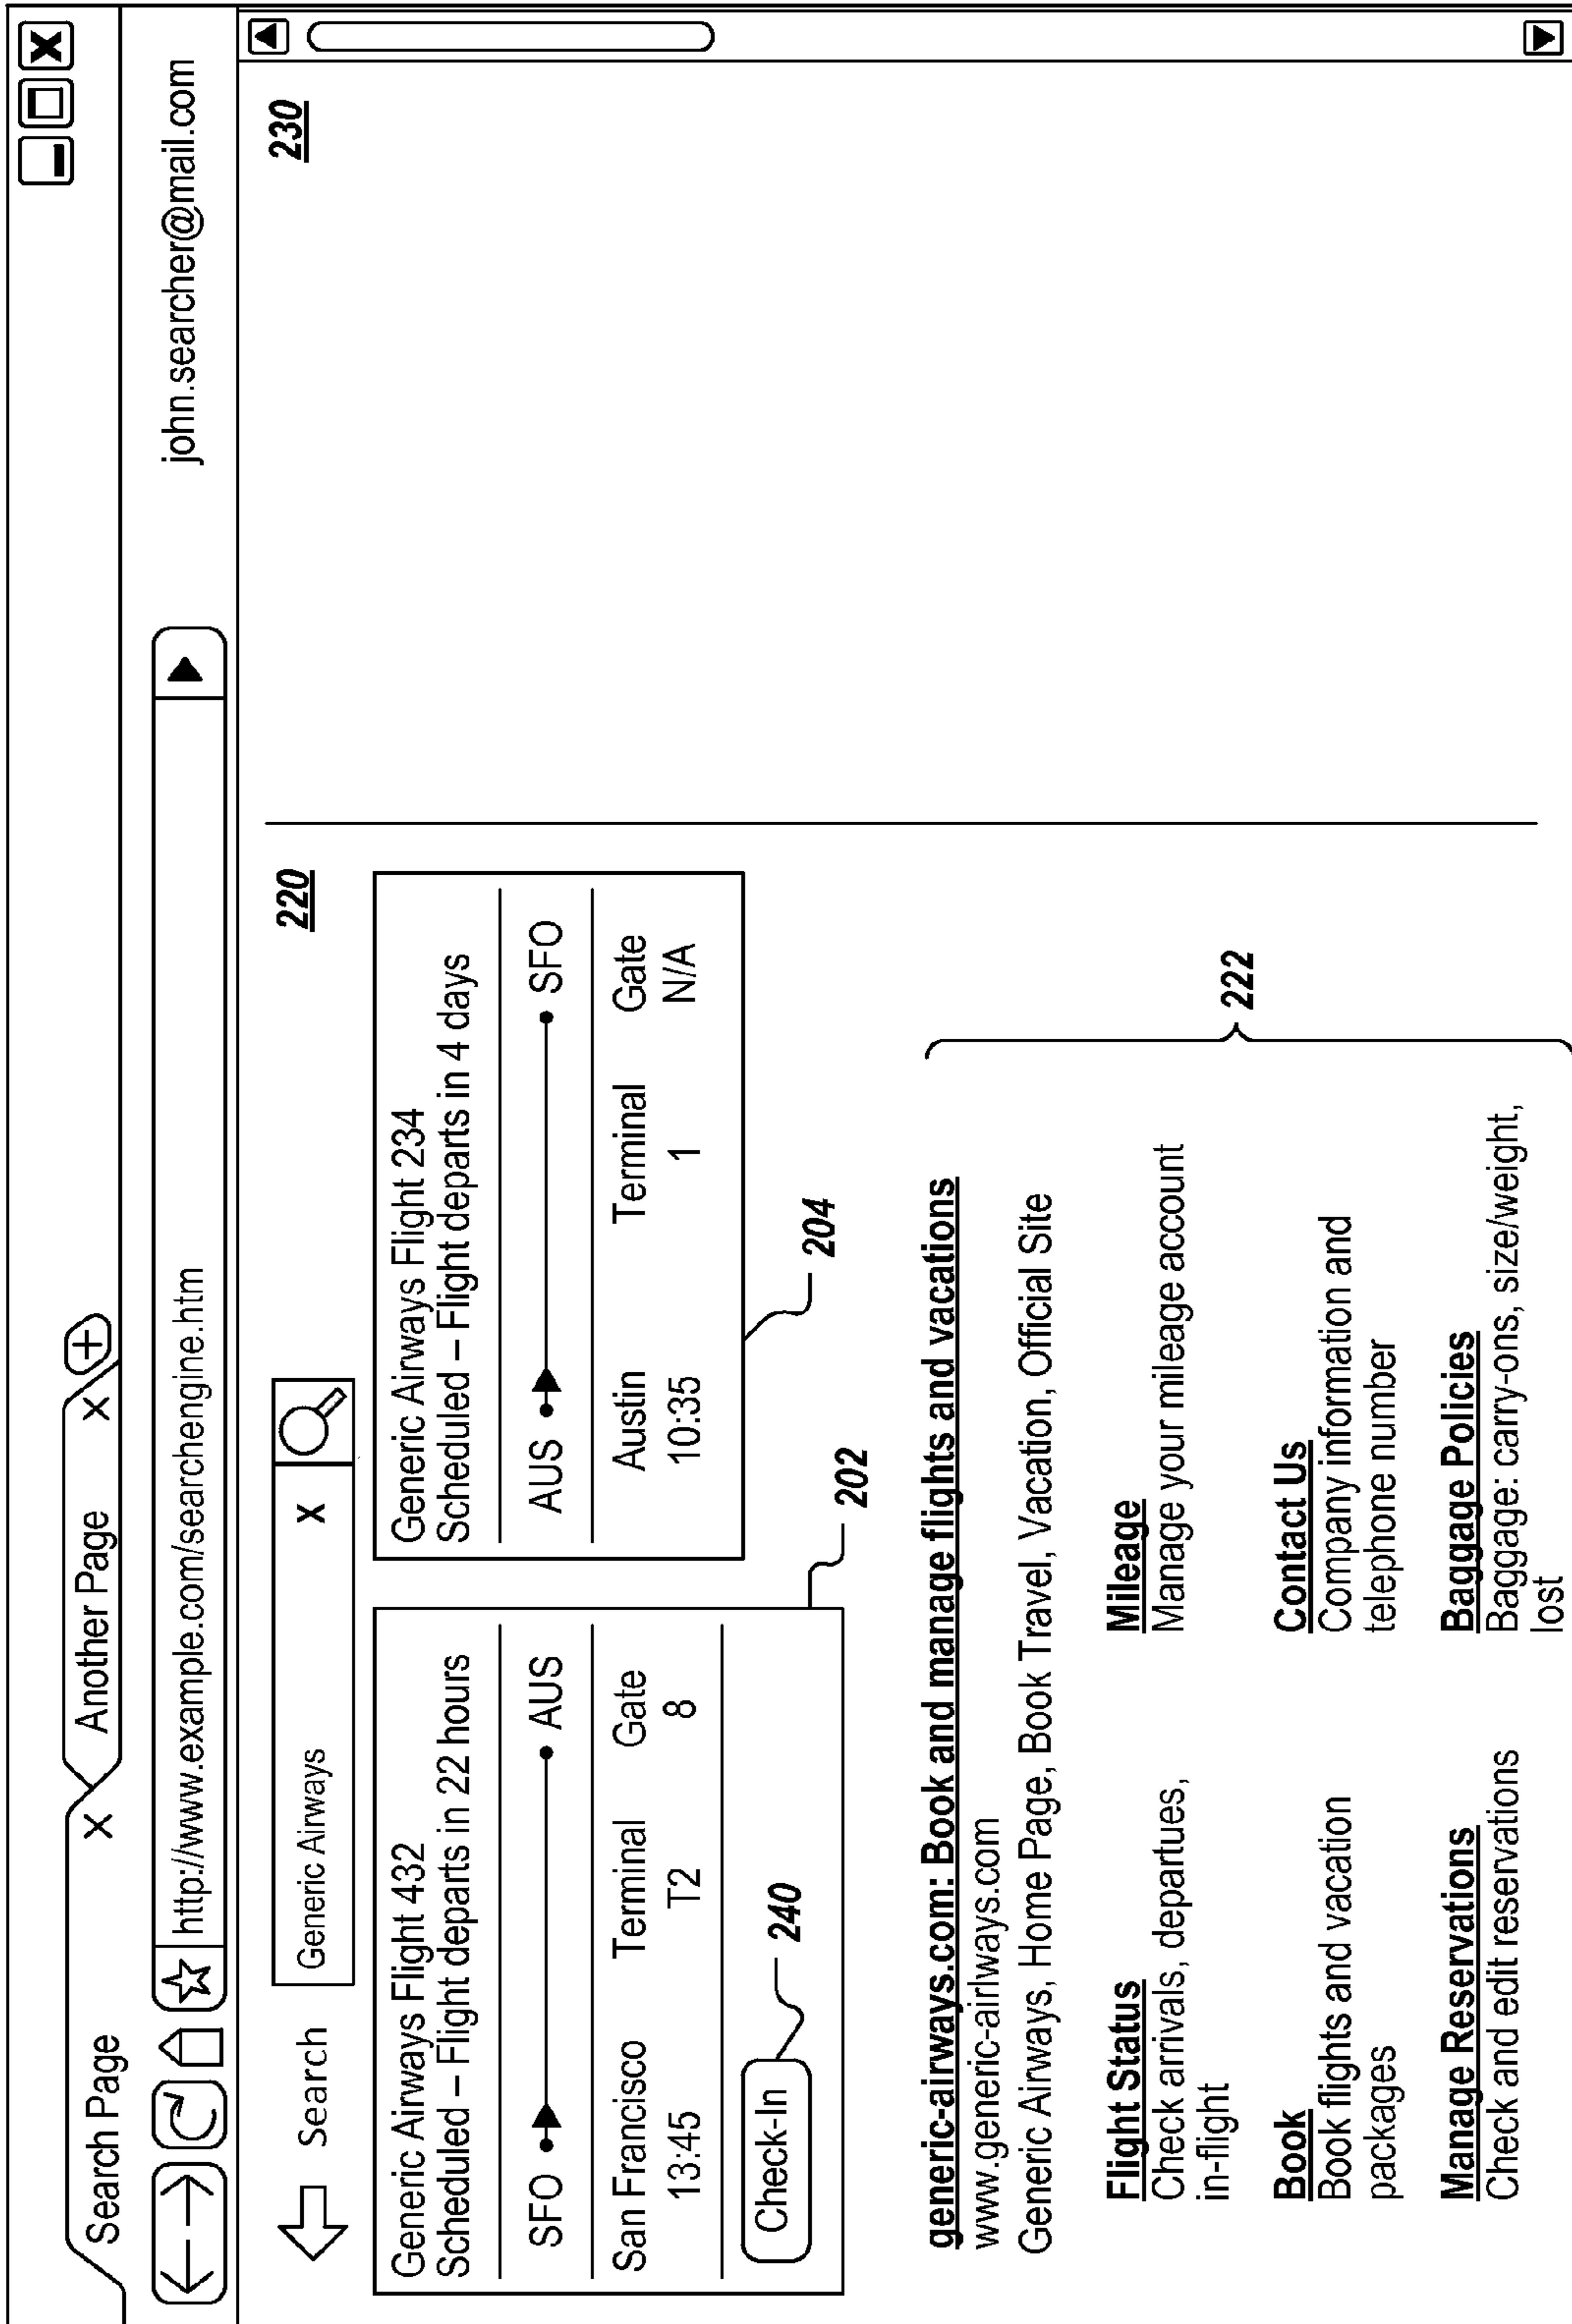 Search Page X Another Page X
http://www.example.com/searchengine.htm john.searcher@mail.com
Search Generic Airways X
220 230
Generic Airways Flight 432
Scheduled – Flight departs in 22 hours
SFO AUS
San Francisco Terminal Gate
13:45 T2 8
Check-In
240
202
Generic Airways Flight 234
Scheduled – Flight departs in 4 days
AUS SFO
Austin Terminal Gate
10:35 1 N/A
204
generic-airways.com: Book and manage flights and vacations
www.generic-airlways.com
Generic Airways, Home Page, Book Travel, Vacation, Official Site
222
Flight Status
Check arrivals, departues,
in-flight
Mileage
Manage your mileage account
Book
Book flights and vacation
packages
Contact Us
Company information and
telephone number
Manage Reservations
Check and edit reservations
Baggage Policies
Baggage: carry-ons, size/weight,
lost